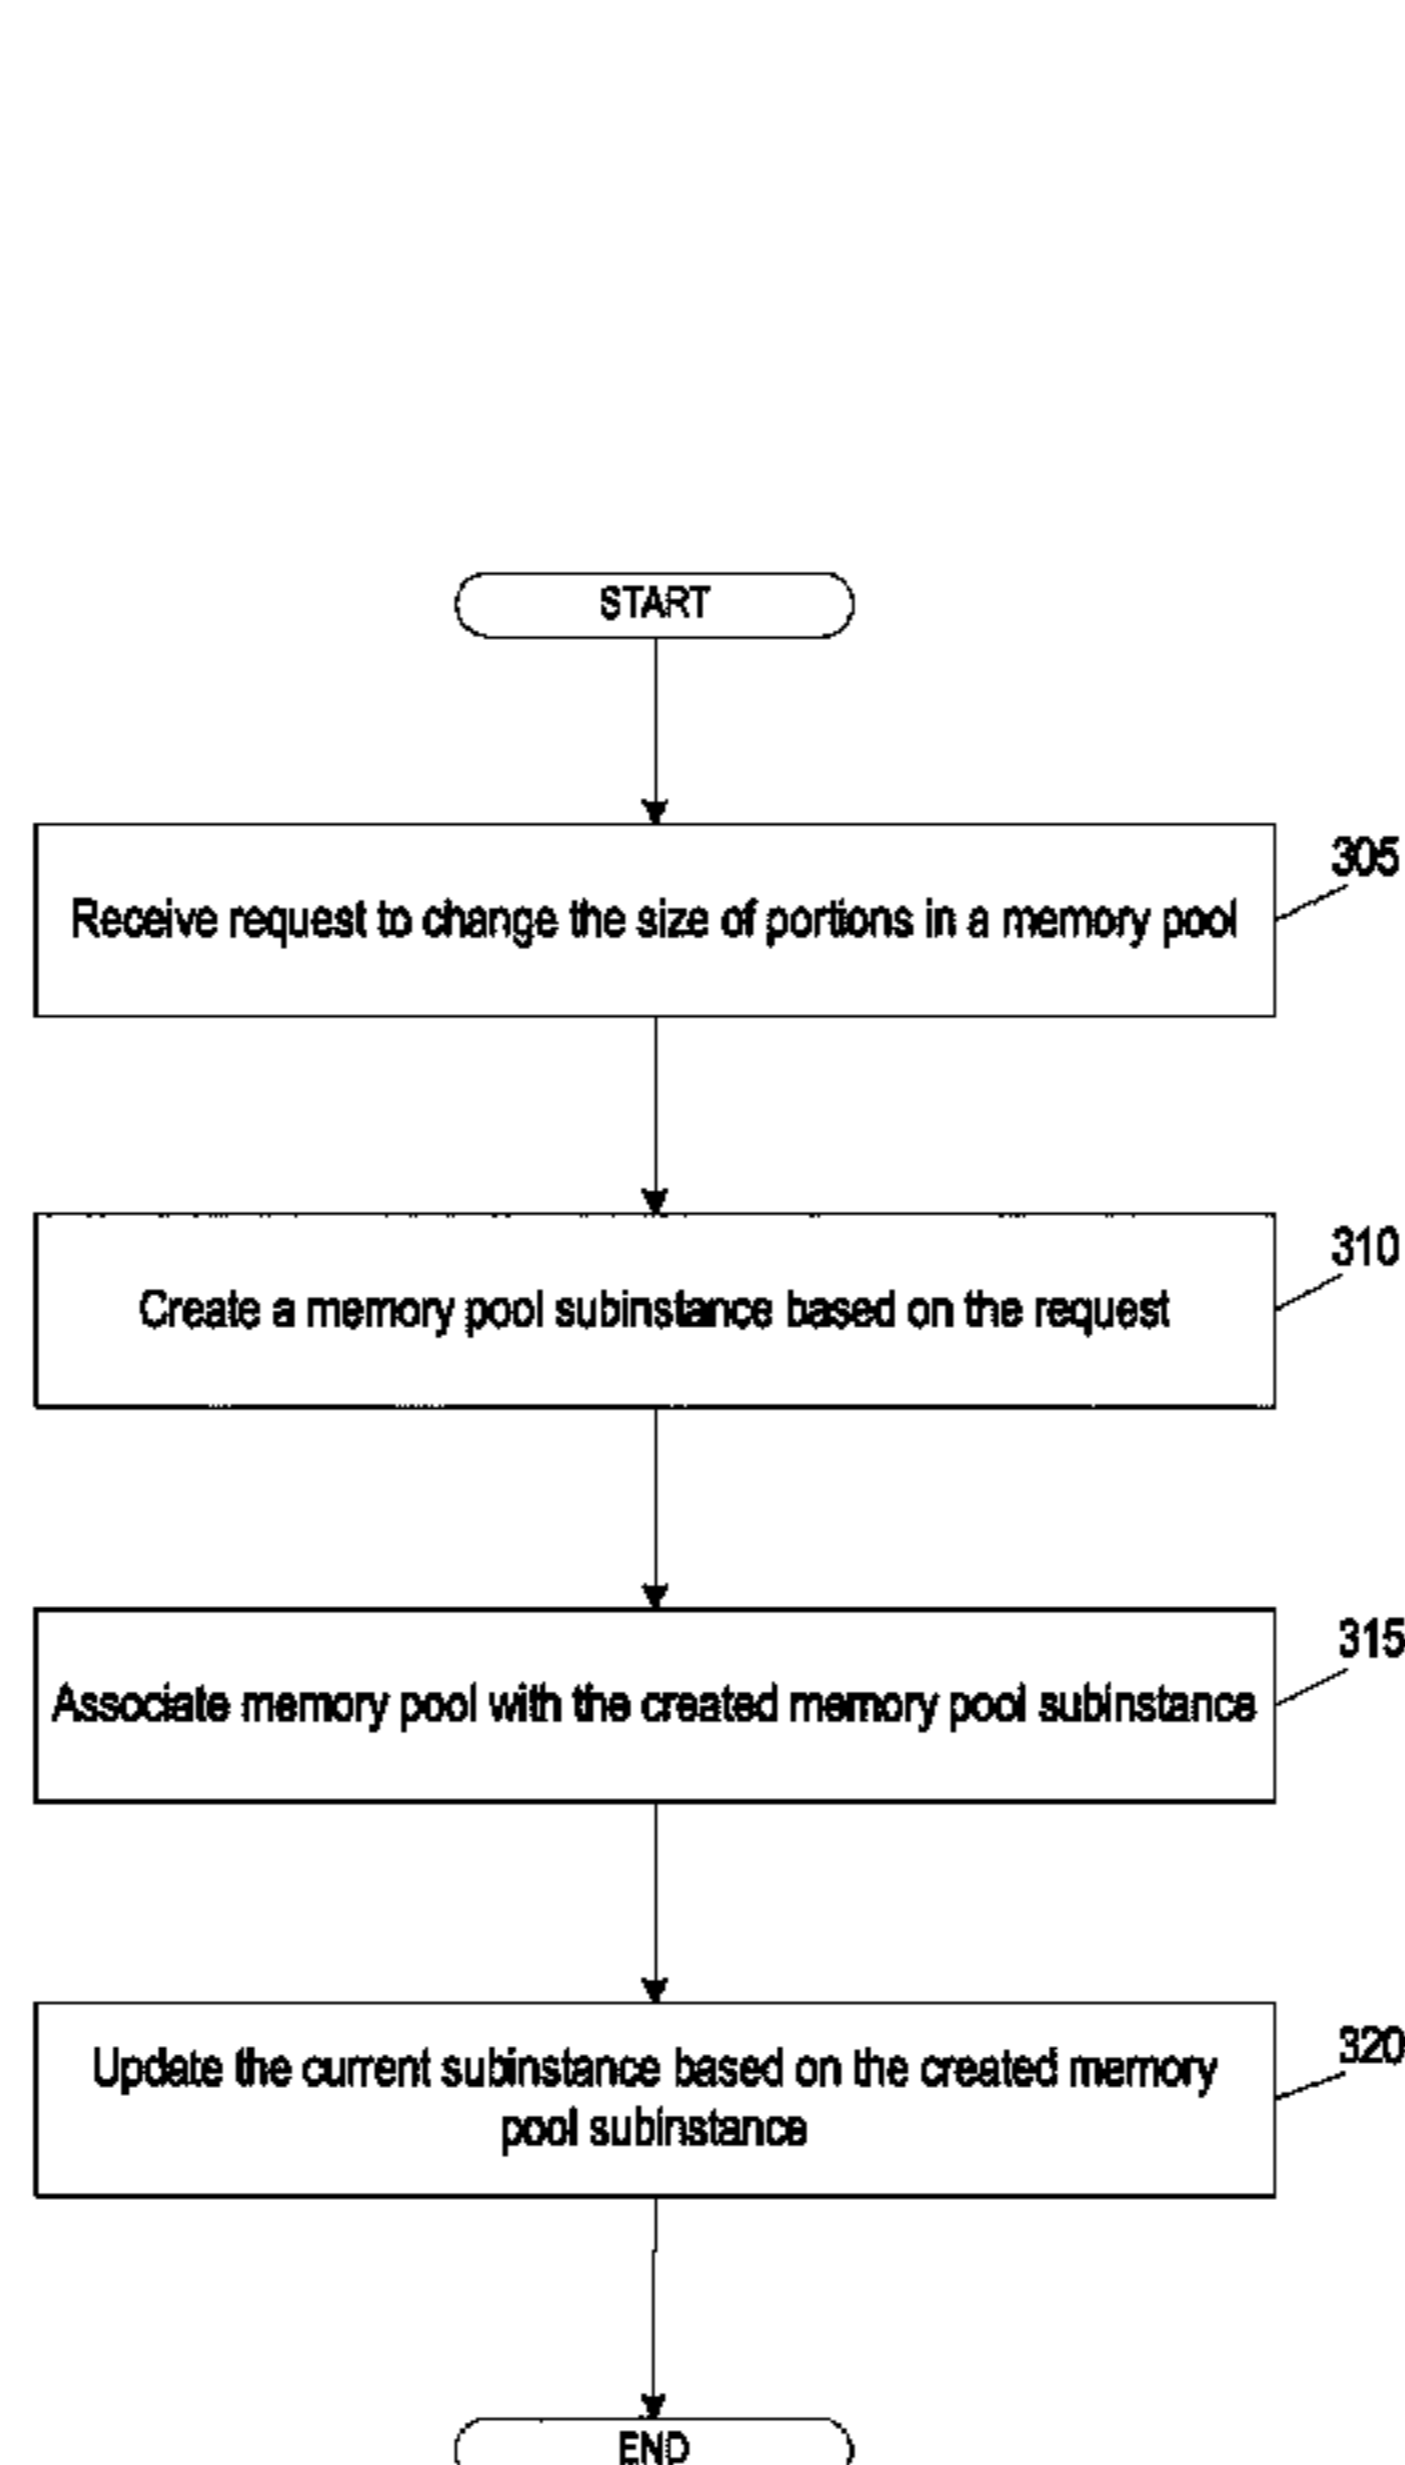 START
305
Receive request to change the size of portions in a memory pool
310
Create a memory pool subinstance based on the request
315
Associate memory pool with the created memory pool subinstance
320
Update the current subinstance based on the created memory
pool subinstance
END